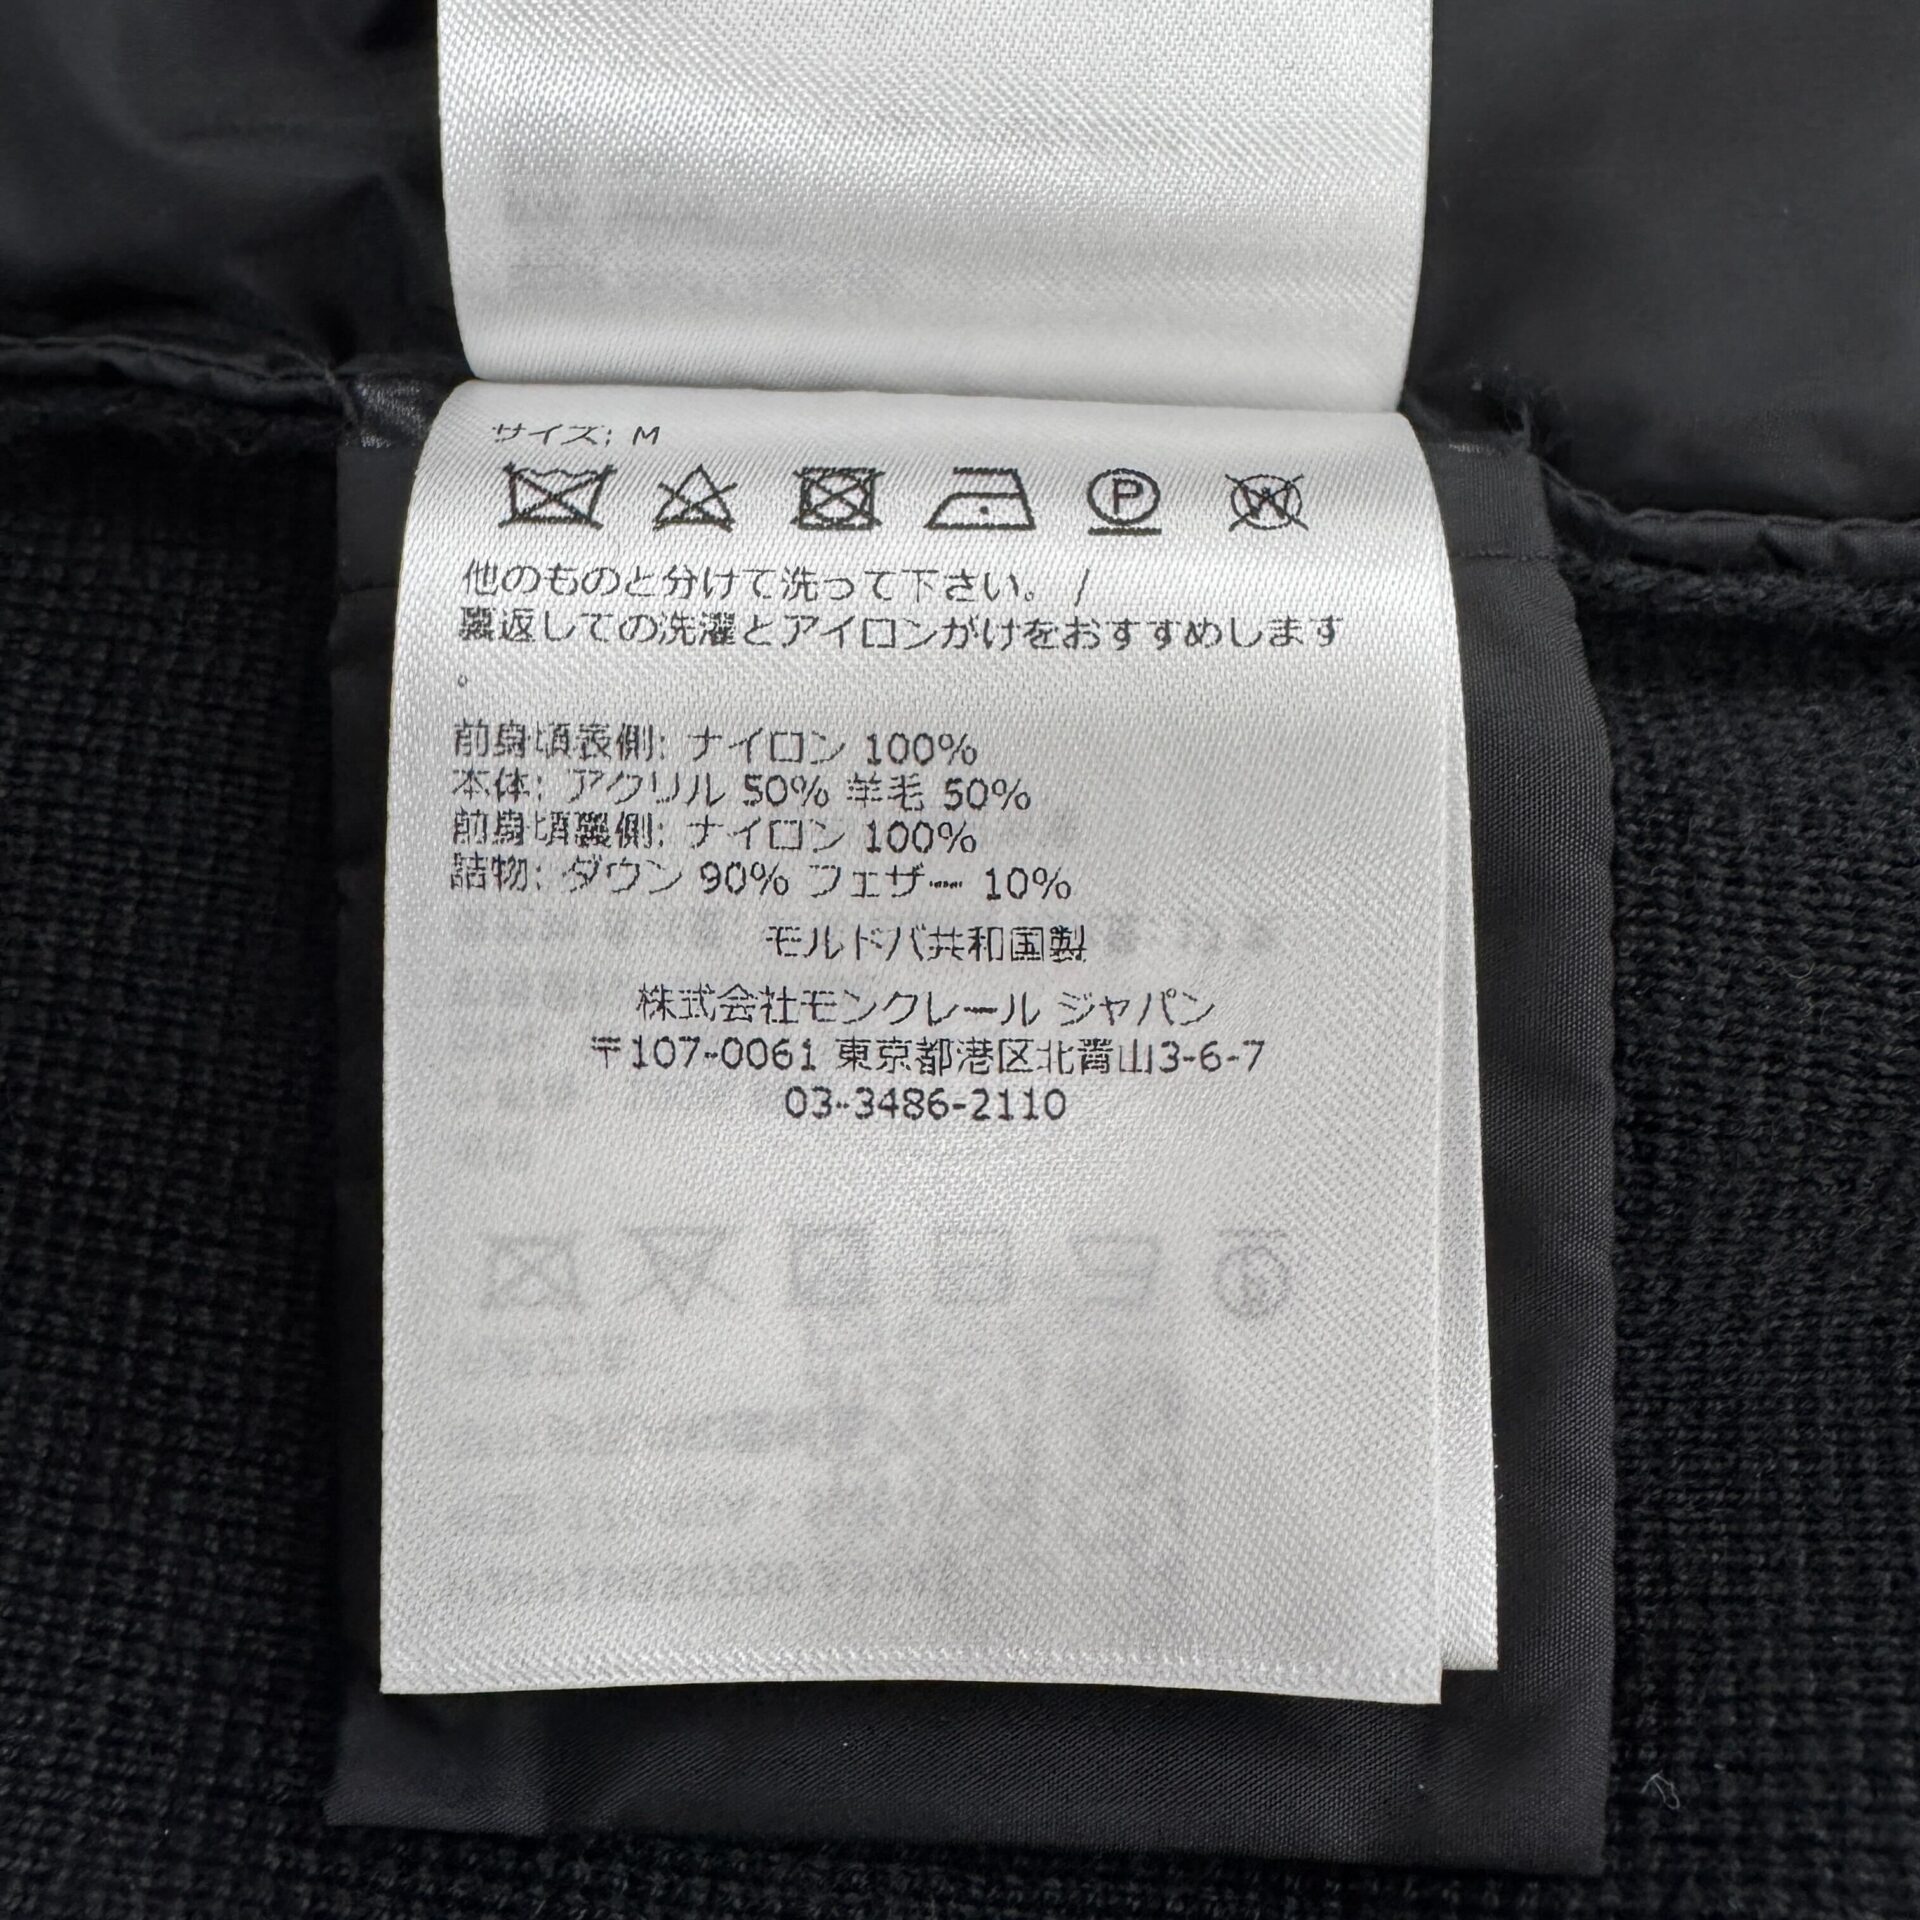 サイズ: M
P W
他のものと分けて洗って下さい。 /
裏返しての洗濯とアイロンがけをおすすめします
。
前身頃表側: ナイロン 100%
本体: アクリル 50% 羊毛 50%
前身頃裏側: ナイロン 100%
詰物: ダウン 90% フェザー 10%
モルドバ共和国製
株式会社モンクレール ジャパン
〒107-0061 東京都港区北青山3-6-7
03-3486-2110